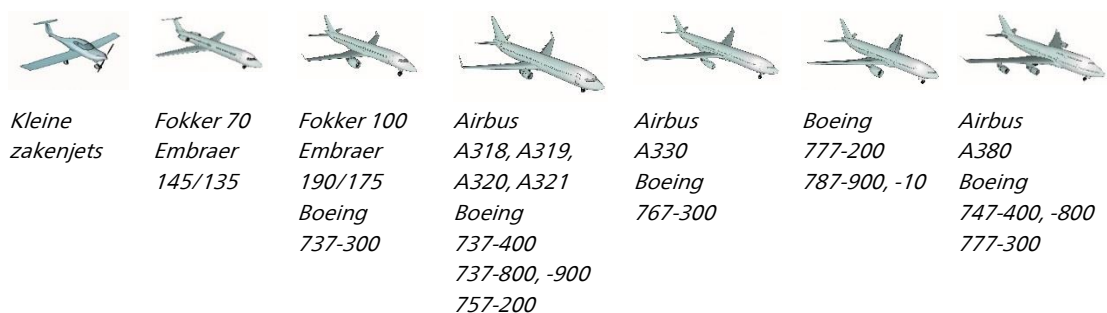 Kleine
zakenjets
Fokker 70
Embraer
145/135
Fokker 100
Embraer
190/175
Boeing
737-300
Airbus
A318, A319,
A320, A321
Boeing
737-400
737-800, -900
757-200
Airbus
A330
Boeing
767-300
Boeing
777-200
787-900, -10
Airbus
A380
Boeing
747-400, -800
777-300